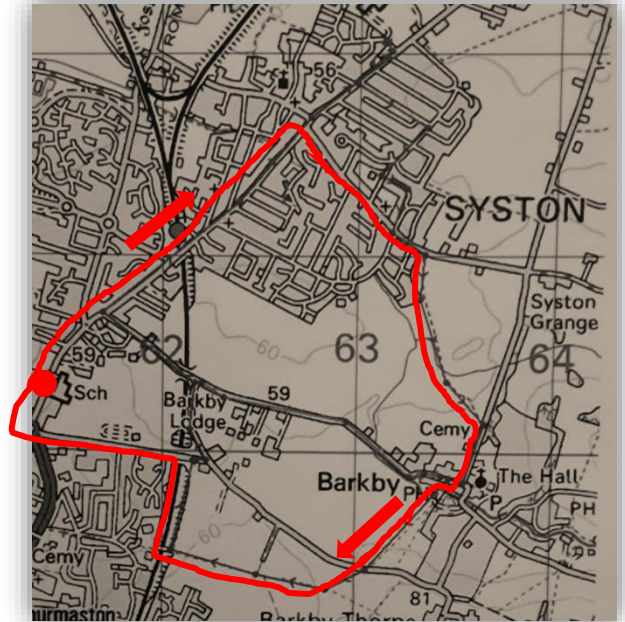 56
SYSTON
Syston
Grange
59
62
60
63
64
Sch
Barkby
Lodge
59
Cemy
Barkby
PH
The Hall
P
PH
60
Cemy
81
Barkby Thorpe